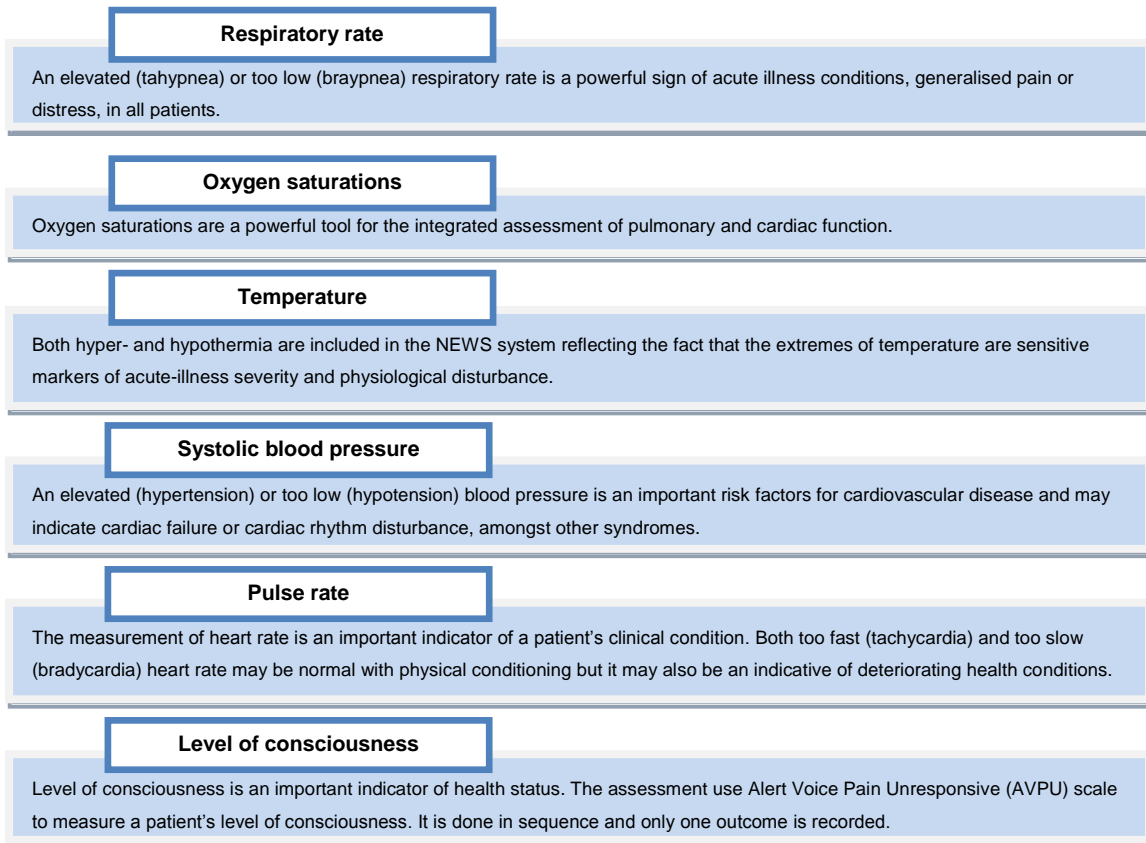 Respiratory rate
An elevated (tahypnea) or too low (braypnea) respiratory rate is a powerful sign of acute illness conditions, generalised pain or
distress, in all patients.
Oxygen saturations
Oxygen saturations are a powerful tool for the integrated assessment of pulmonary and cardiac function.
Temperature
Both hyper- and hypothermia are included in the NEWS system reflecting the fact that the extremes of temperature are sensitive
markers of acute-illness severity and physiological disturbance.
Systolic blood pressure
An elevated (hypertension) or too low (hypotension) blood pressure is an important risk factors for cardiovascular disease and may
indicate cardiac failure or cardiac rhythm disturbance, amongst other syndromes.
Pulse rate
The measurement of heart rate is an important indicator of a patient’s clinical condition. Both too fast (tachycardia) and too slow
(bradycardia) heart rate may be normal with physical conditioning but it may also be an indicative of deteriorating health conditions.
Level of consciousness
Level of consciousness is an important indicator of health status. The assessment use Alert Voice Pain Unresponsive (AVPU) scale
to measure a patient’s level of consciousness. It is done in sequence and only one outcome is recorded.